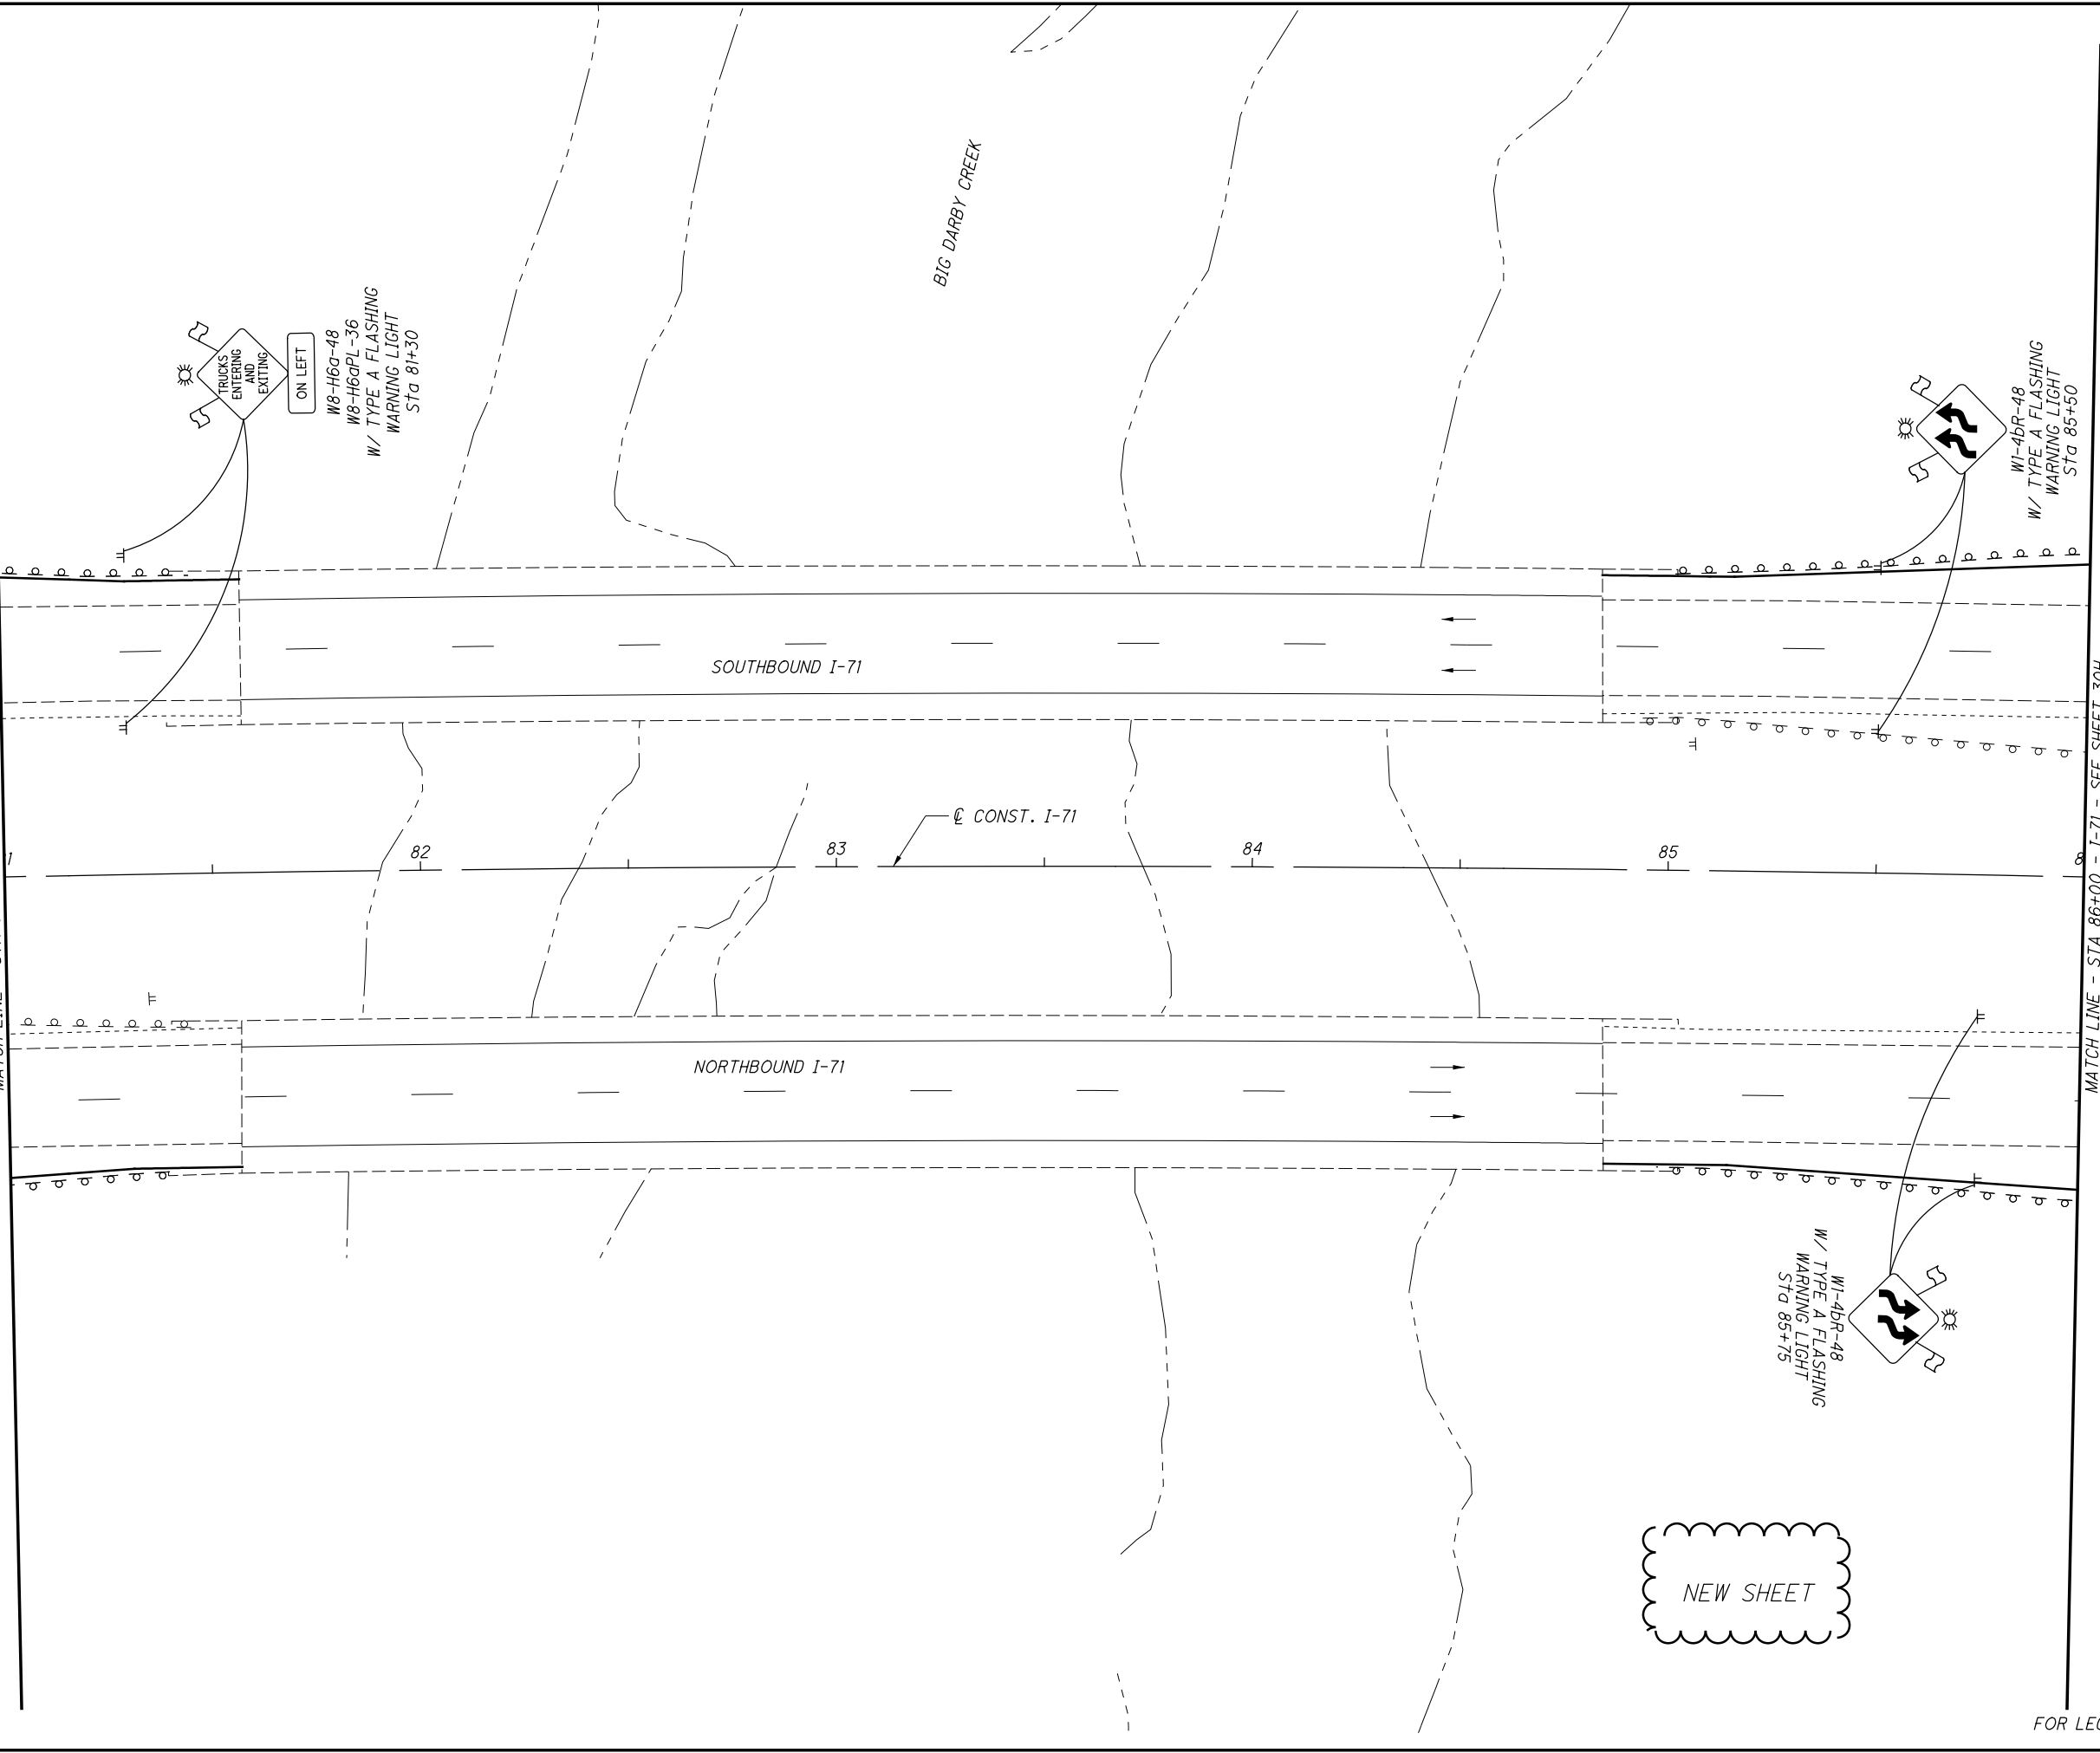 BIG DARBY CREEK
TRUCKS
ENTERING
AND
EXITING
ON LEFT
W8-H6a-48
W8-H6aPL-36
W/ TYPE A FLASHING
WARNING LIGHT
Sta 81+30
W1-4bR-48
W/ TYPE A FLASHING
WARNING LIGHT
Sta 85+50
SOUTHBOUND I-71
℄ CONST. I-71
82
83
84
85
NORTHBOUND I-71
W1-4bR-48
W/ TYPE A FLASHING
WARNING LIGHT
Sta 85+75
MATCH LINE - STA 86+00 - I-71 - SEE SHEET 30H
NEW SHEET
FOR